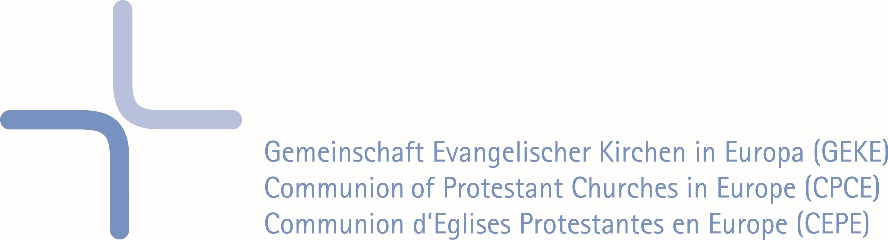 Gemeinschaft Evangelischer Kirchen in Europa (GEKE)
Communion of Protestant Churches in Europe (CPCE)
Communion d'Eglises Protestantes en Europe (CEPE)